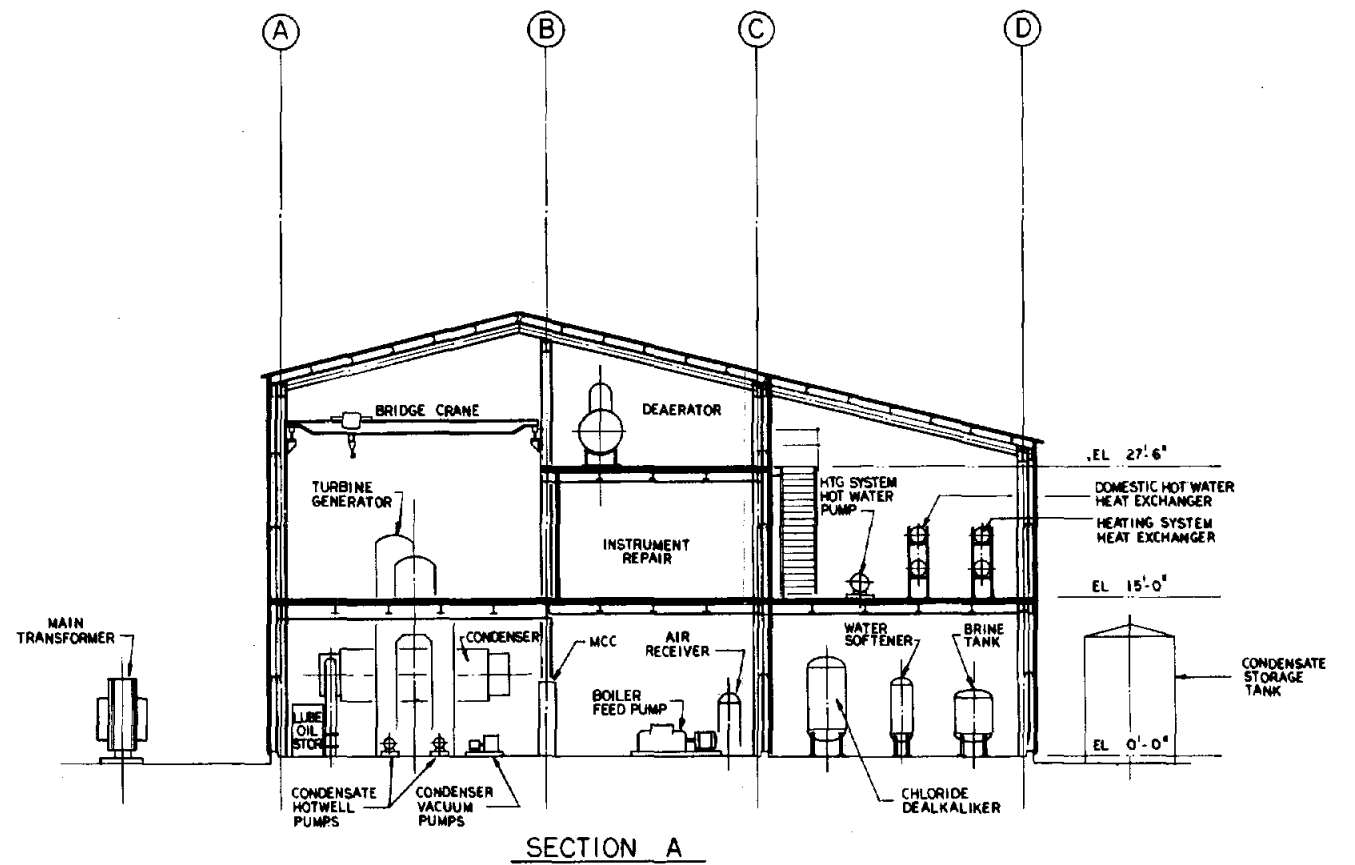 A
B
C
D
BRIDGE CRANE
DEAERATOR
EL 27'-6"
TURBINE
GENERATOR
HTG SYSTEM
HOT WATER
PUMP
DOMESTIC HOT WATER
HEAT EXCHANGER
HEATING SYSTEM
HEAT EXCHANGER
INSTRUMENT
REPAIR
EL 15'-0"
MAIN
TRANSFORMER
CONDENSER
MCC
AIR
RECEIVER
WATER
SOFTENER
BRINE
TANK
CONDENSATE
STORAGE
TANK
BOILER
FEED PUMP
LUBE
OIL
STOR
EL 0'-0"
CONDENSATE
HOTWELL
PUMPS
CONDENSER
VACUUM
PUMPS
CHLORIDE
DEALKALIKER
SECTION A